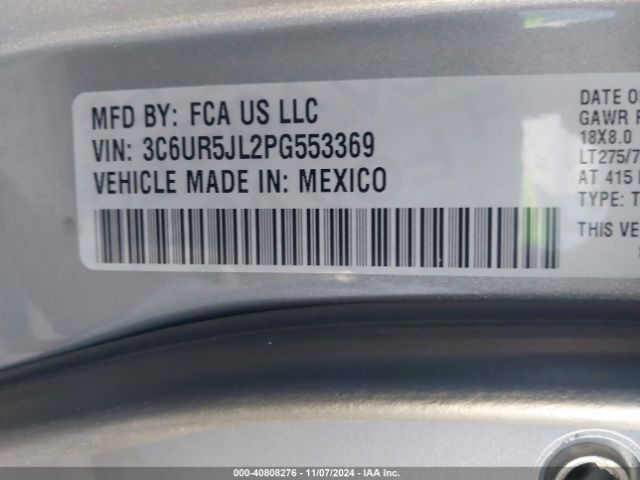 MFD BY: FCA US LLC
VIN: 3C6UR5JL2PG553369
VEHICLE MADE IN: MEXICO
DATE O
GAWR
18X8.0
LT275/7
AT 415
TYPE: T
THIS VE
000-40808276 - 11/07/2024 - IAA Inc.